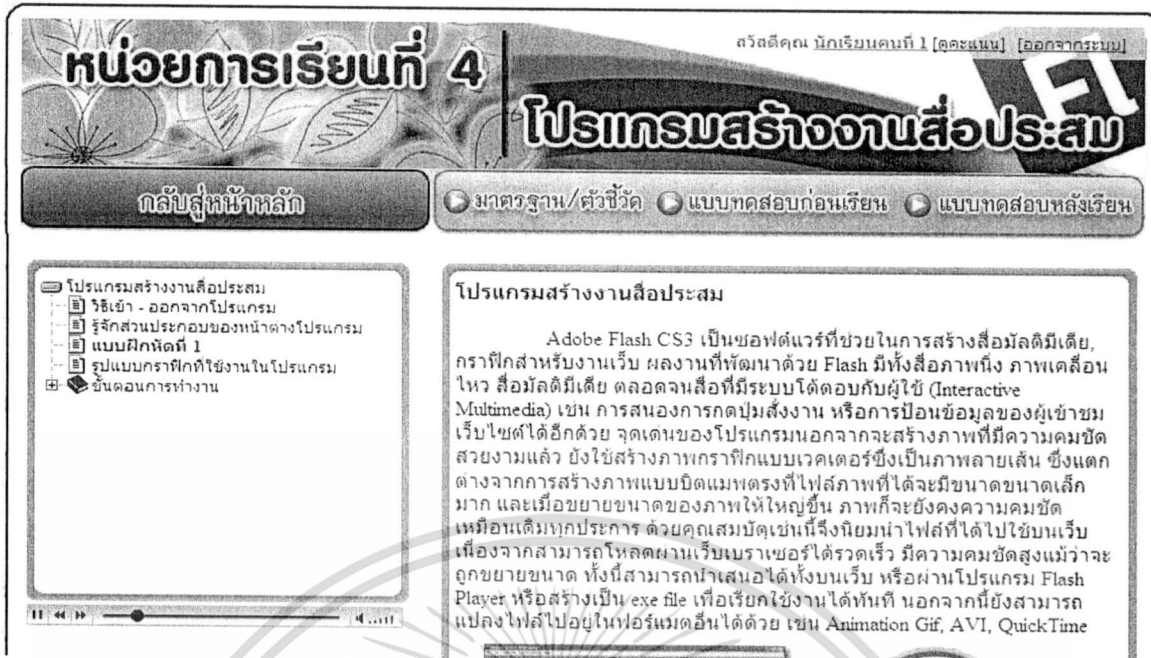 สวัสดีคุณ นักเรียนคนที่ 1 [ดูคะแนน] [ออกจากระบบ]
หน่วยการเรียนที่ 4
โปรแกรมสร้างงานสื่อประสม
กลับสู่หน้าหลัก
มาตรฐาน/ตัวชี้วัด แบบทดสอบก่อนเรียน แบบทดสอบหลังเรียน
โปรแกรมสร้างงานสื่อประสม
วิธีเข้า - ออกจากโปรแกรม
รู้จักส่วนประกอบของหน้าต่างโปรแกรม
แบบฝึกหัดที่ 1
รูปแบบกราฟิกที่ใช้งานในโปรแกรม
ขั้นตอนการทำงาน
โปรแกรมสร้างงานสื่อประสม
Adobe Flash CS3 เป็นซอฟต์แวร์ที่ช่วยในการสร้างสื่อมัลติมีเดีย,
กราฟิกสำหรับงานเว็บ ผลงานที่พัฒนาด้วย Flash มีทั้งสื่อภาพนิ่ง ภาพเคลื่อน
ไหว สื่อมัลติมีเดีย ตลอดจนสื่อที่มีระบบโต้ตอบกับผู้ใช้ (Interactive
Multimedia) เช่น การสนองการกดปุ่มสั่งงาน หรือการป้อนข้อมูลของผู้เข้าชม
เว็บไซต์ได้อีกด้วย จุดเด่นของโปรแกรมนอกจากจะสร้างภาพที่มีความคมชัด
สวยงามแล้ว ยังใช้สร้างภาพกราฟิกแบบเวคเตอร์ซึ่งเป็นภาพลายเส้น ซึ่งแตก
ต่างจากการสร้างภาพแบบบิตแมพตรงที่ไฟล์ภาพที่ได้จะมีขนาดขนาดเล็ก
มาก และเมื่อขยายขนาดของภาพให้ใหญ่ขึ้น ภาพก็จะยังคงความคมชัด
เหมือนเดิมทุกประการ ด้วยคุณสมบัตุเช่นนี้จึงนิยมนำไฟล์ที่ได้ไปใช้บนเว็บ
เนื่องจากสามารถโหลดผ่านเว็บเบราเซอร์ได้รวดเร็ว มีความคมชัดสูงแม้ว่าจะ
ถูกขยายขนาด ทั้งนี้สามารถนำเสนอได้ทั้งบนเว็บ หรือผ่านโปรแกรม Flash
Player หรือสร้างเป็น exe file เพื่อเรียกใช้งานได้ทันที นอกจากนี้ยังสามารถ
แปลงไฟล์ไปอยู่ในฟอร์แมตอื่นได้ด้วย เช่น Animation Gif, AVI, QuickTime
Fl